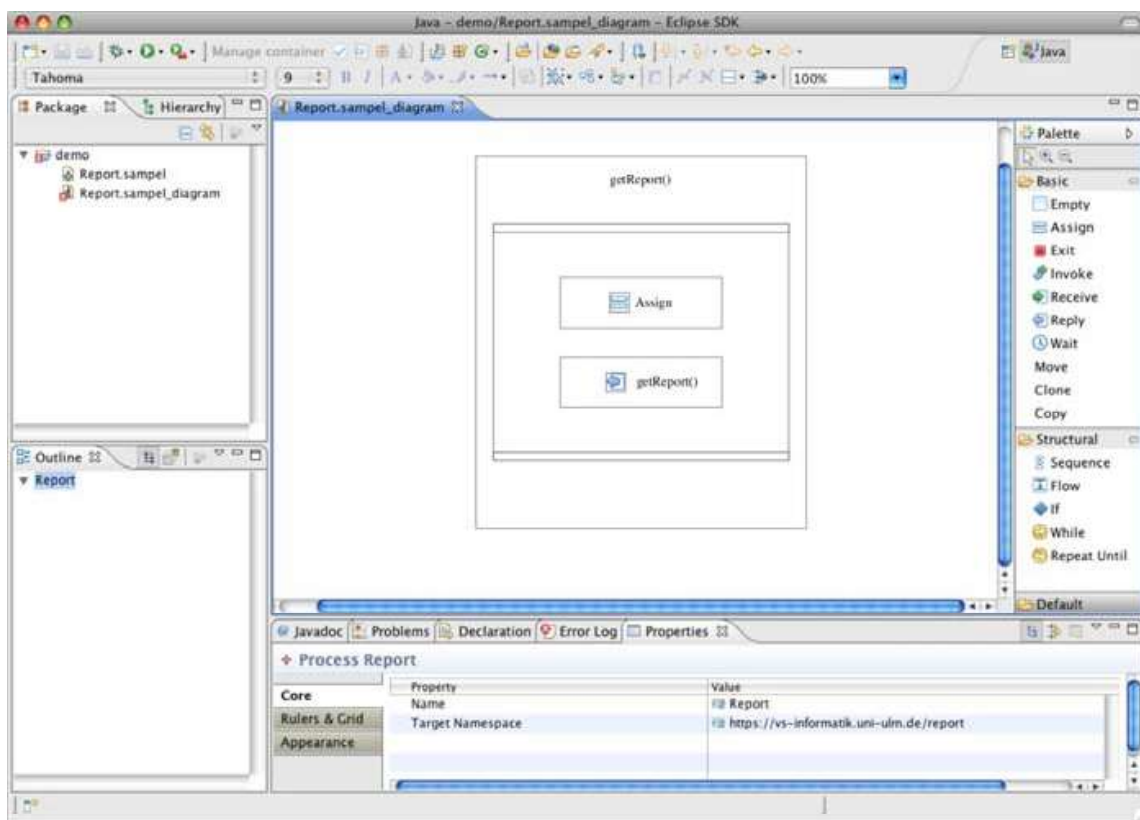 Java – demo/Report.sampel_diagram – Eclipse SDK
Manage container
Java
Tahoma
9
B I A
100%
Package
Hierarchy
demo
Report.sampel
Report.sampel_diagram
Outline
Report
Report.sampel_diagram
getReport()
Assign
getReport()
Palette
Basic
Empty
Assign
Exit
Invoke
Receive
Reply
Wait
Move
Clone
Copy
Structural
Sequence
Flow
If
While
Repeat Until
Default
Javadoc Problems Declaration Error Log Properties
Process Report
Core
Rulers & Grid
Appearance
Property Value
Name Report
Target Namespace https://vs-informatik.uni-ulm.de/report